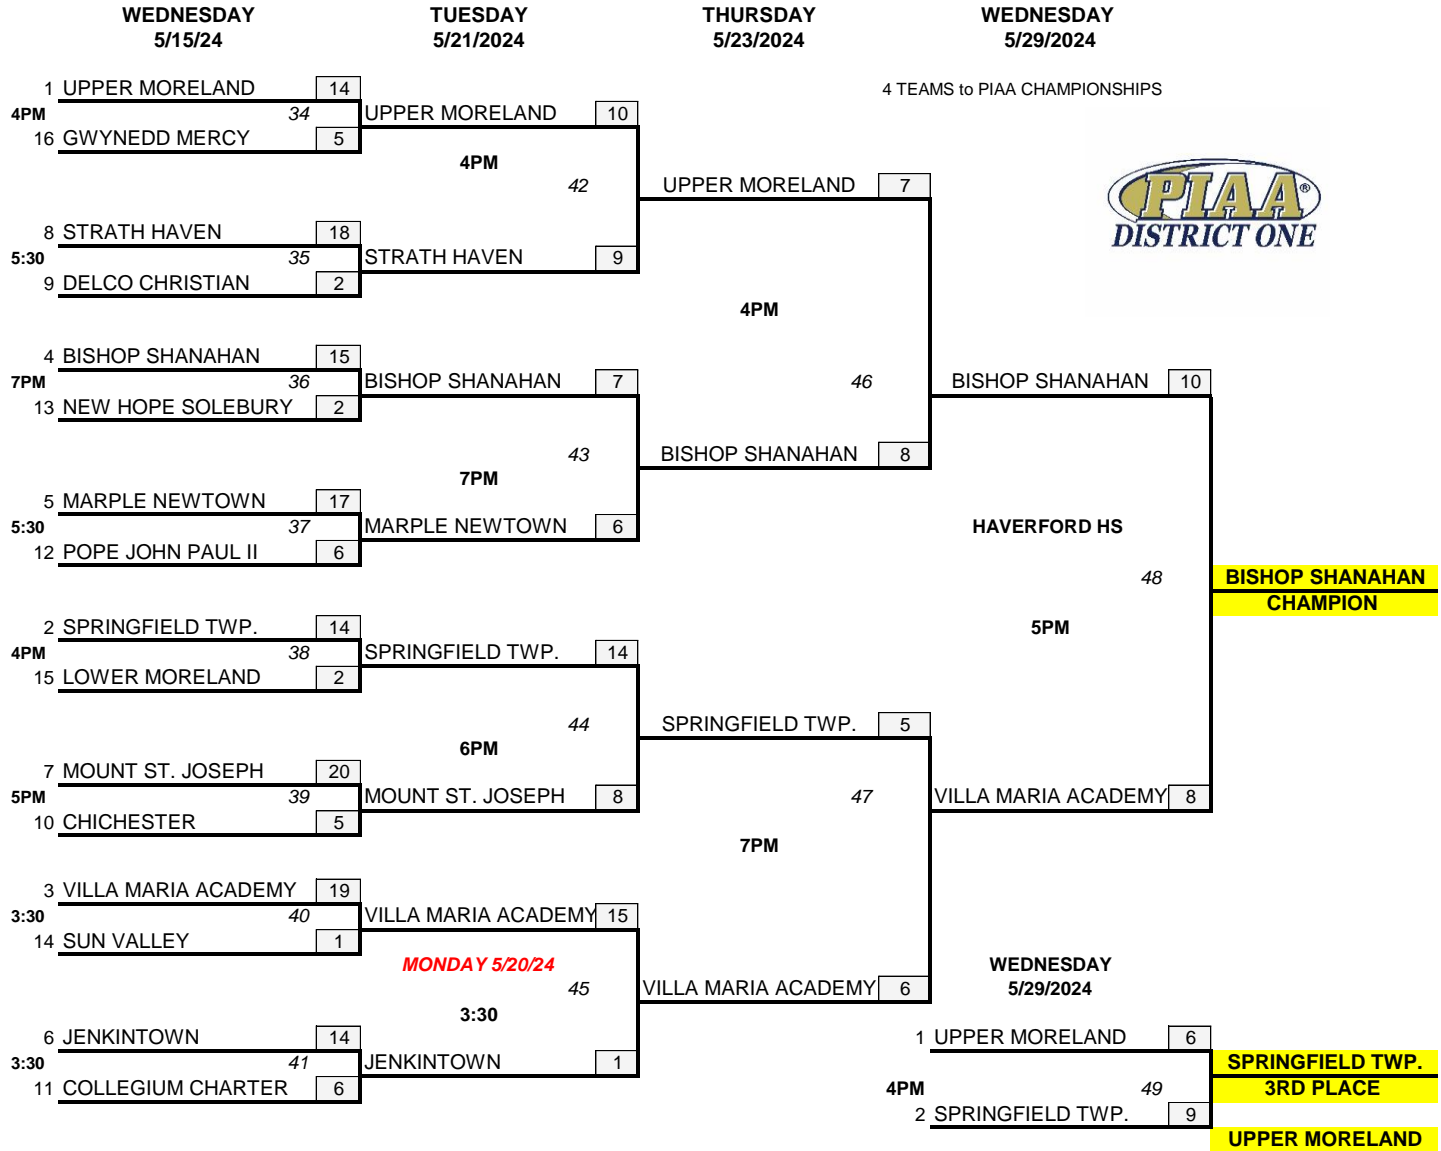 WEDNESDAY TUESDAY THURSDAY WEDNESDAY
5/15/24 5/21/2024 5/23/2024 5/29/2024
1 UPPER MORELAND 14 4 TEAMS to PIAA CHAMPIONSHIPS
4PM 34 UPPER MORELAND 10
16 GWYNEDD MERCY 5
4PM
42 UPPER MORELAND 7
PIAA®
DISTRICT ONE
8 STRATH HAVEN 18
5:30 35 STRATH HAVEN 9
9 DELCO CHRISTIAN 2
4PM
4 BISHOP SHANAHAN 15
7PM 36 BISHOP SHANAHAN 7 46 BISHOP SHANAHAN 10
13 NEW HOPE SOLEBURY 2
43 BISHOP SHANAHAN 8
7PM
5 MARPLE NEWTOWN 17
5:30 37 MARPLE NEWTOWN 6 HAVERFORD HS
12 POPE JOHN PAUL II 6
48 BISHOP SHANAHAN
CHAMPION
2 SPRINGFIELD TWP. 14 5PM
4PM 38 SPRINGFIELD TWP. 14
15 LOWER MORELAND 2
44 SPRINGFIELD TWP. 5
6PM
7 MOUNT ST. JOSEPH 20
5PM 39 MOUNT ST. JOSEPH 8 47 VILLA MARIA ACADEMY 8
10 CHICHESTER 5
7PM
3 VILLA MARIA ACADEMY 19
3:30 40 VILLA MARIA ACADEMY 15
14 SUN VALLEY 1
MONDAY 5/20/24 WEDNESDAY
45 VILLA MARIA ACADEMY 6 5/29/2024
3:30
6 JENKINTOWN 14 1 UPPER MORELAND 6
3:30 41 JENKINTOWN 1 SPRINGFIELD TWP.
11 COLLEGIUM CHARTER 6 4PM 49 3RD PLACE
2 SPRINGFIELD TWP. 9
UPPER MORELAND